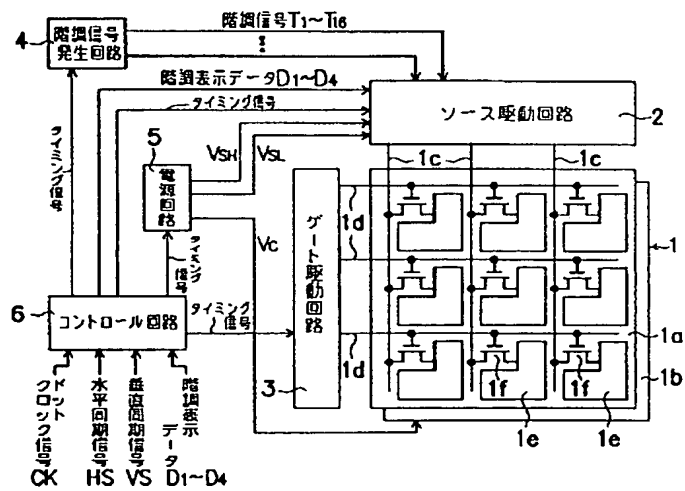 階調信号T1~T16
4
階調信号
発生回路
階調表示データD1~D4
タイミング信号
ソース駆動回路
2
タイミング信号
5
電源回路
VSH
VSL
1c
1c
VC
ゲート駆動回路
1d
1
タイミング信号
6
コントロール回路
タイミング信号
3
1d
1f
1f
1a
1b
1e
1e
ドットクロック信号
CK
水平同期信号
HS
垂直同期信号
VS
階調表示データ
D1~D4